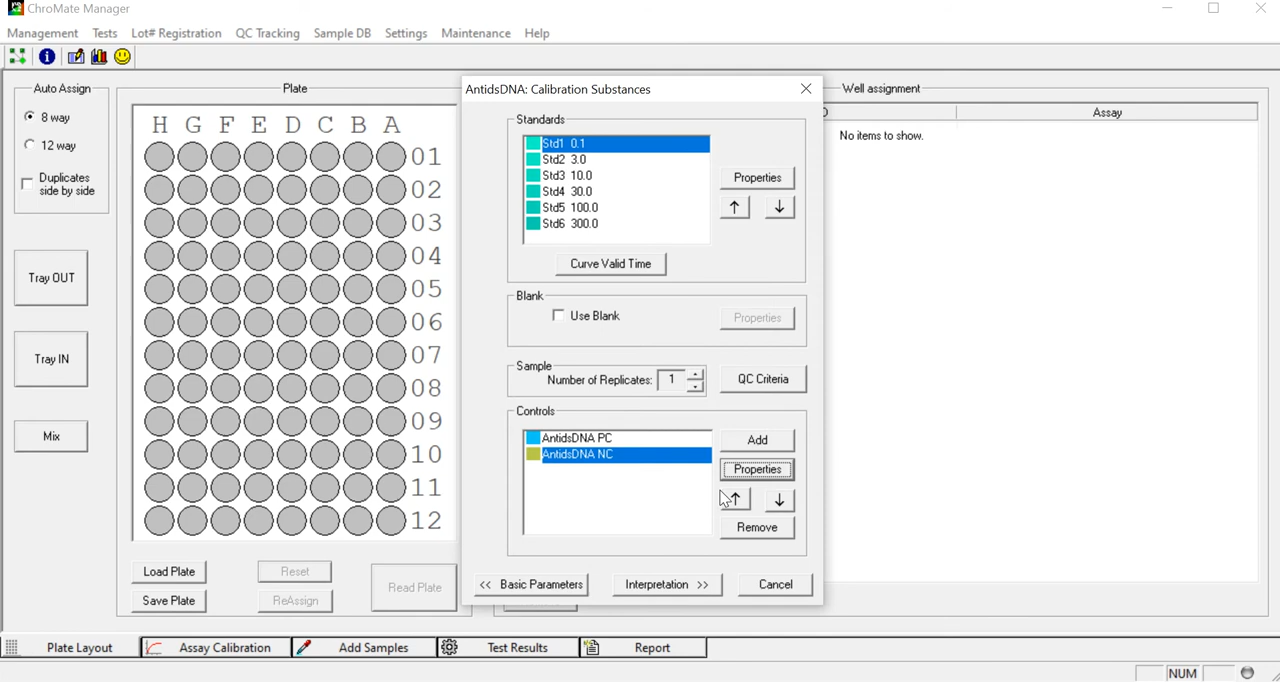 ChroMate Manager
Management Tests Lot# Registration QC Tracking Sample DB Settings Maintenance Help
Auto Assign
8 way
12 way
Duplicates
side by side
Tray OUT
Tray IN
Mix
Plate
H G F E D C B A
01
02
03
04
05
06
07
08
09
10
11
12
Load Plate
Reset
Read Plate
Save Plate
ReAssign
AntidsDNA: Calibration Substances
Standards
Std1 0.1
Std2 3.0
Std3 10.0
Std4 30.0
Std5 100.0
Std6 300.0
Properties
Curve Valid Time
Blank
Use Blank
Properties
Sample
Number of Replicates: 1
QC Criteria
Controls
AntidsDNA PC
AntidsDNA NC
Add
Properties
Remove
<< Basic Parameters
Interpretation >>
Cancel
Well assignment
Assay
No items to show.
Plate Layout
Assay Calibration
Add Samples
Test Results
Report
NUM